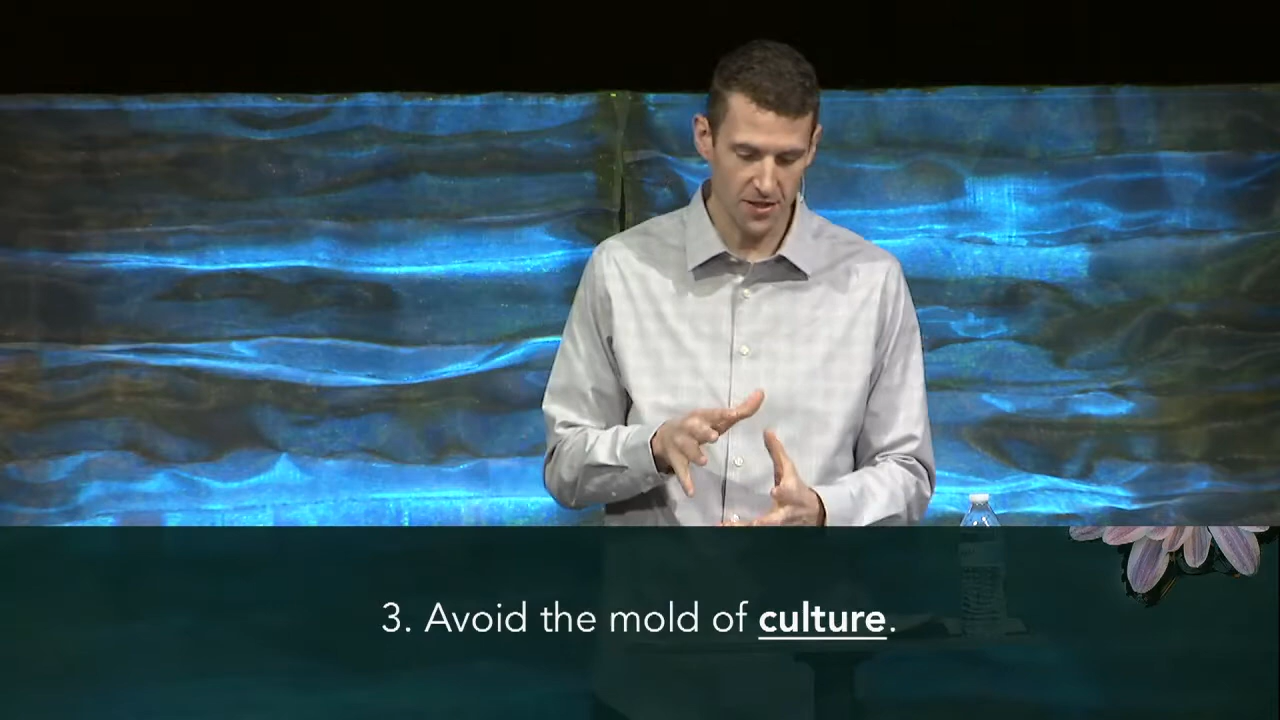 3. Avoid the mold of culture.